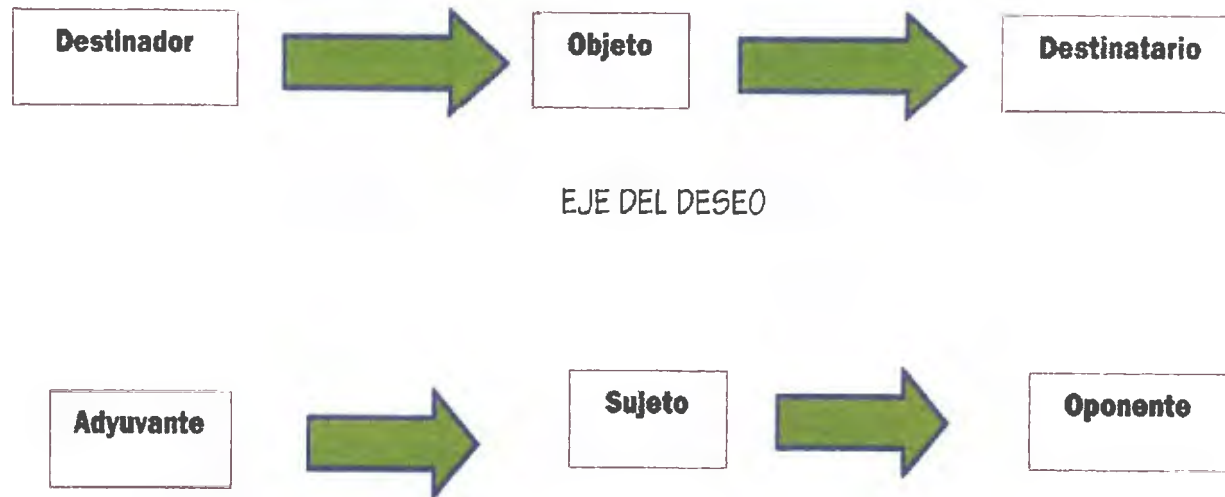 Destinador
Objeto
Destinatario
EJE DEL DESEO
Adyuvante
Sujeto
Oponente